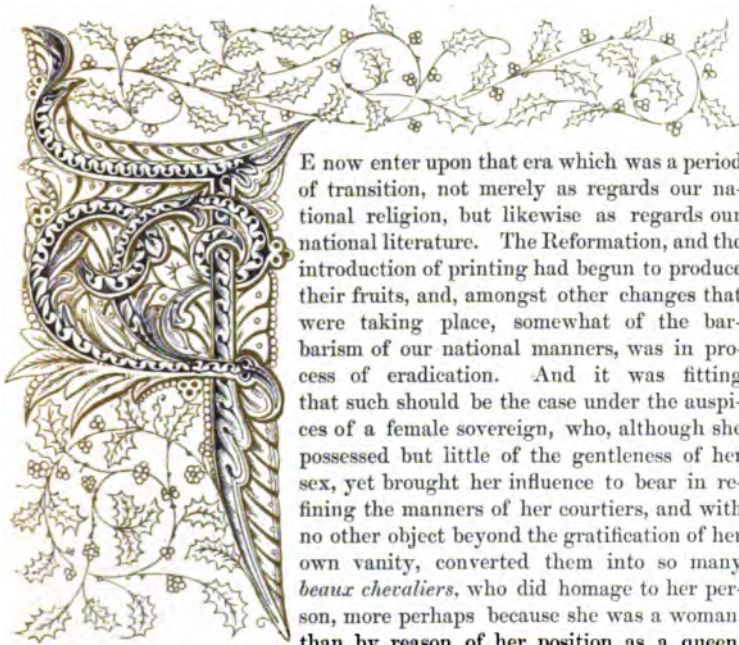 WE now enter upon that era which was a period
of transition, not merely as regards our na-
tional religion, but likewise as regards our
national literature. The Reformation, and the
introduction of printing had begun to produce
their fruits, and, amongst other changes that
were taking place, somewhat of the bar-
barism of our national manners, was in pro-
cess of eradication. And it was fitting
that such should be the case under the auspi-
ces of a female sovereign, who, although she
possessed but little of the gentleness of her
sex, yet brought her influence to bear in re-
fining the manners of her courtiers, and with
no other object beyond the gratification of her
own vanity, converted them into so many
beaux chevaliers, who did homage to her per-
son, more perhaps because she was a woman,
than by reason of her position as a queen.